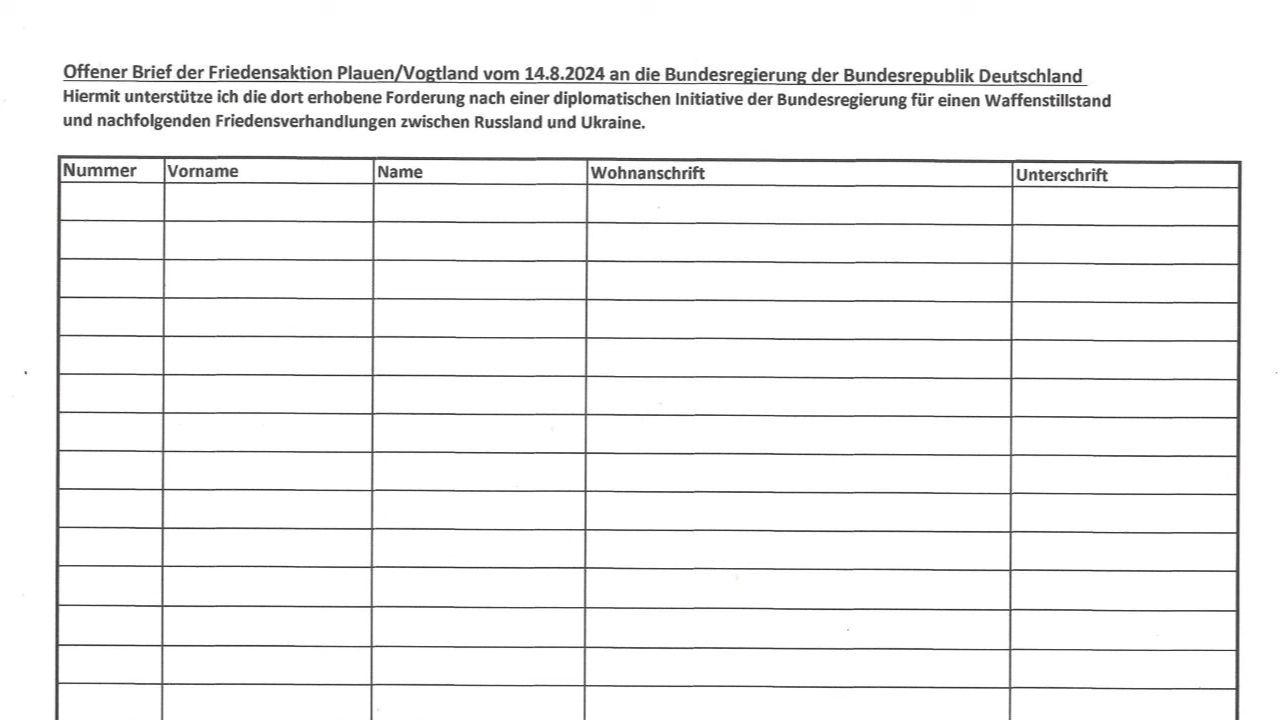 Offener Brief der Friedensaktion Plauen/Vogtland vom 14.8.2024 an die Bundesregierung der Bundesrepublik Deutschland
Hiermit unterstütze ich die dort erhobene Forderung nach einer diplomatischen Initiative der Bundesregierung für einen Waffenstillstand
und nachfolgenden Friedensverhandlungen zwischen Russland und Ukraine.
Nummer Vorname Name Wohnanschrift Unterschrift